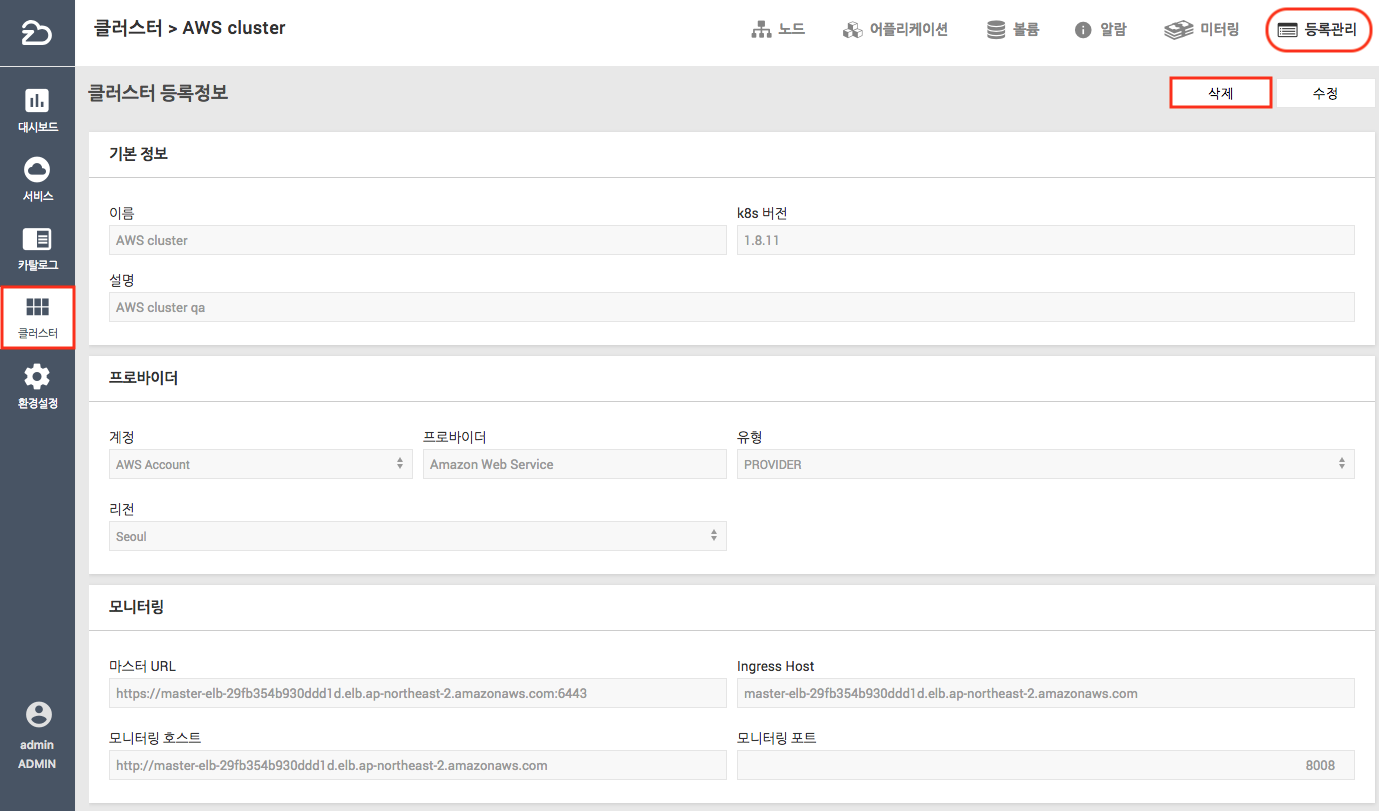 클러스터 > AWS cluster
노드
어플리케이션
볼륨
알람
미터링
등록관리
대시보드
서비스
카탈로그
클러스터
환경설정
admin
ADMIN
클러스터 등록정보
삭제
수정
기본 정보
이름
k8s 버전
AWS cluster
1.8.11
설명
AWS cluster qa
프로바이더
계정
프로바이더
유형
AWS Account
Amazon Web Service
PROVIDER
리전
Seoul
모니터링
마스터 URL
Ingress Host
https://master-elb-29fb354b930ddd1d.elb.ap-northeast-2.amazonaws.com:6443
master-elb-29fb354b930ddd1d.elb.ap-northeast-2.amazonaws.com
모니터링 호스트
모니터링 포트
http://master-elb-29fb354b930ddd1d.elb.ap-northeast-2.amazonaws.com
8008